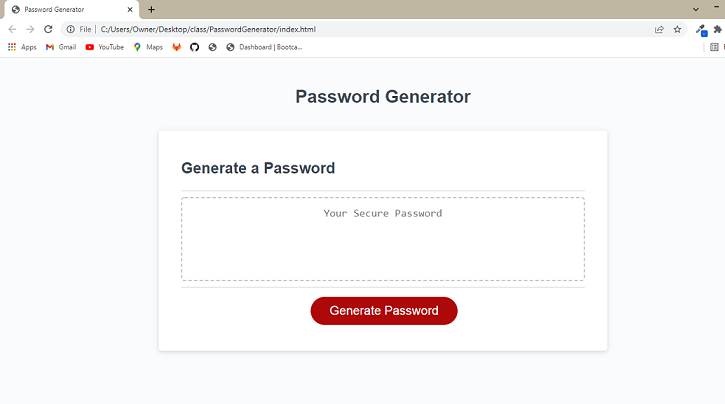 Password Generator
File | C:/Users/Owner/Desktop/class/PasswordGenerator/index.html
Apps Gmail YouTube Maps Dashboard | Bootca...
Password Generator
Generate a Password
Your Secure Password
Generate Password